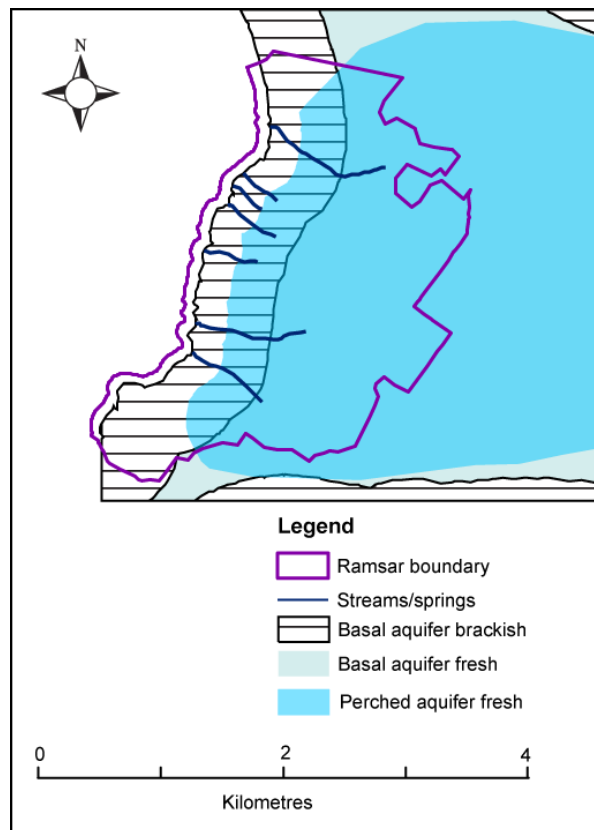 N
Legend
Ramsar boundary
Streams/springs
Basal aquifer brackish
Basal aquifer fresh
Perched aquifer fresh
0 2 4
Kilometres